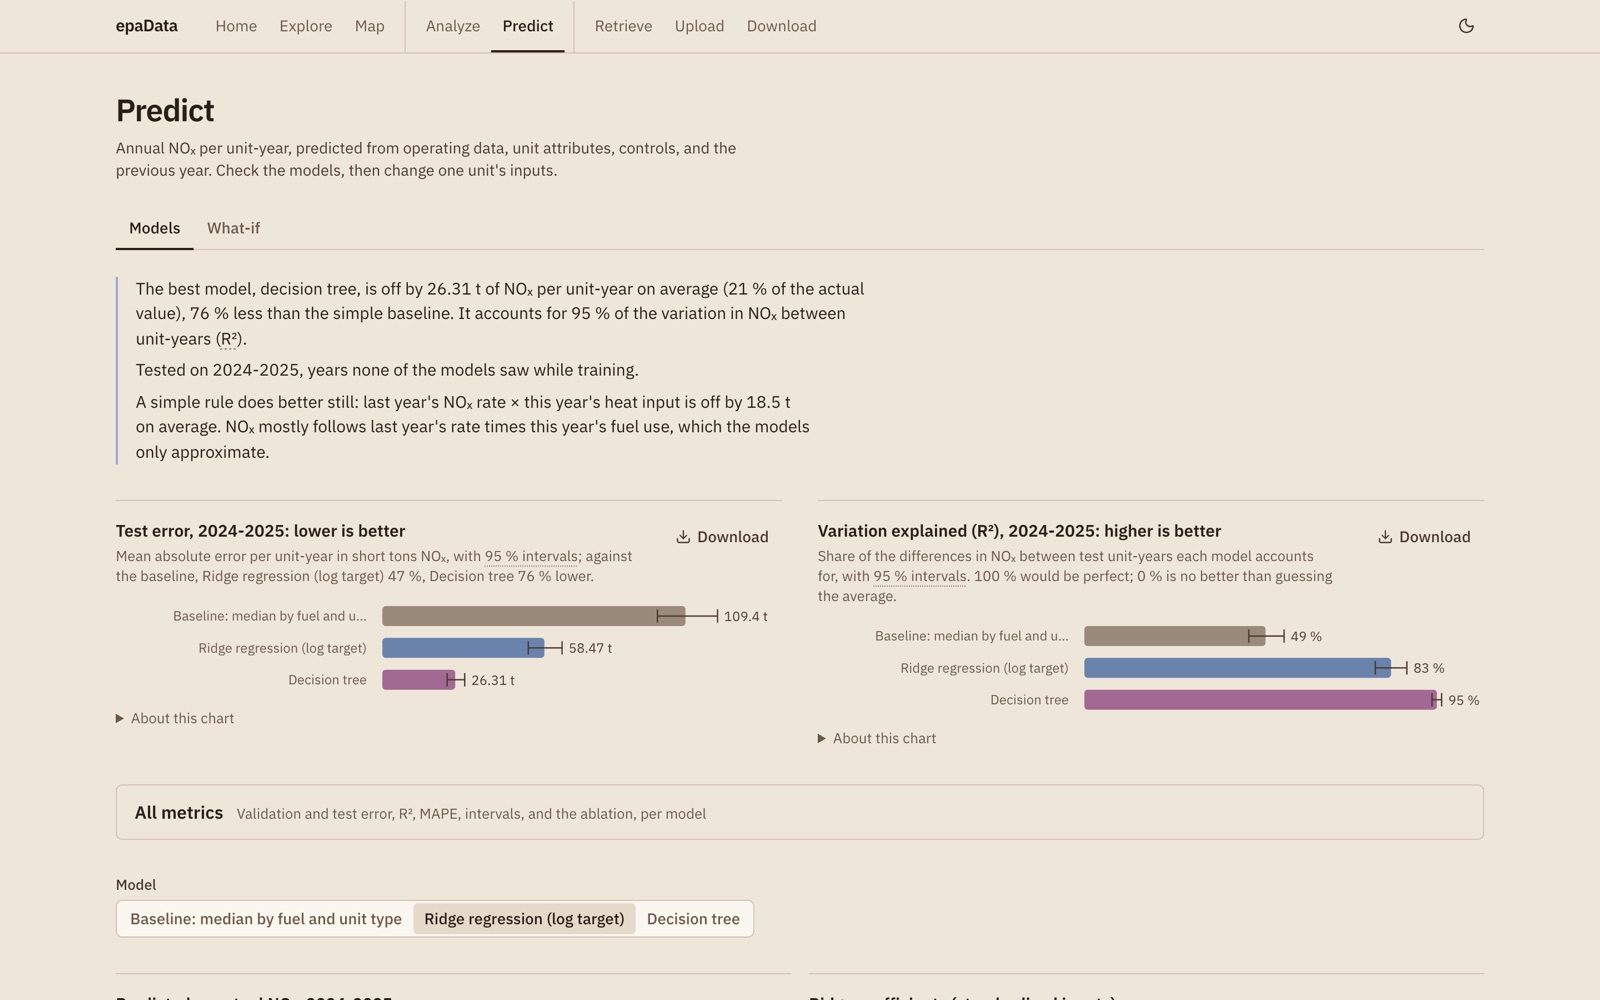 epaData Home Explore Map Analyze Predict Retrieve Upload Download
Predict
Annual NOₓ per unit-year, predicted from operating data, unit attributes, controls, and the
previous year. Check the models, then change one unit's inputs.
Models What-if
The best model, decision tree, is off by 26.31 t of NOₓ per unit-year on average (21 % of the actual
value), 76 % less than the simple baseline. It accounts for 95 % of the variation in NOₓ between
unit-years (R²).
Tested on 2024-2025, years none of the models saw while training.
A simple rule does better still: last year's NOₓ rate × this year's heat input is off by 18.5 t
on average. NOₓ mostly follows last year's rate times this year's fuel use, which the models
only approximate.
Test error, 2024-2025: lower is better
Download
Mean absolute error per unit-year in short tons NOₓ, with 95 % intervals; against
the baseline, Ridge regression (log target) 47 %, Decision tree 76 % lower.
Baseline: median by fuel and u... 109.4 t
Ridge regression (log target) 58.47 t
Decision tree 26.31 t
About this chart
Variation explained (R²), 2024-2025: higher is better
Download
Share of the differences in NOₓ between test unit-years each model accounts
for, with 95 % intervals. 100 % would be perfect; 0 % is no better than guessing
the average.
Baseline: median by fuel and u... 49 %
Ridge regression (log target) 83 %
Decision tree 95 %
About this chart
All metrics Validation and test error, R², MAPE, intervals, and the ablation, per model
Model
Baseline: median by fuel and unit type Ridge regression (log target) Decision tree